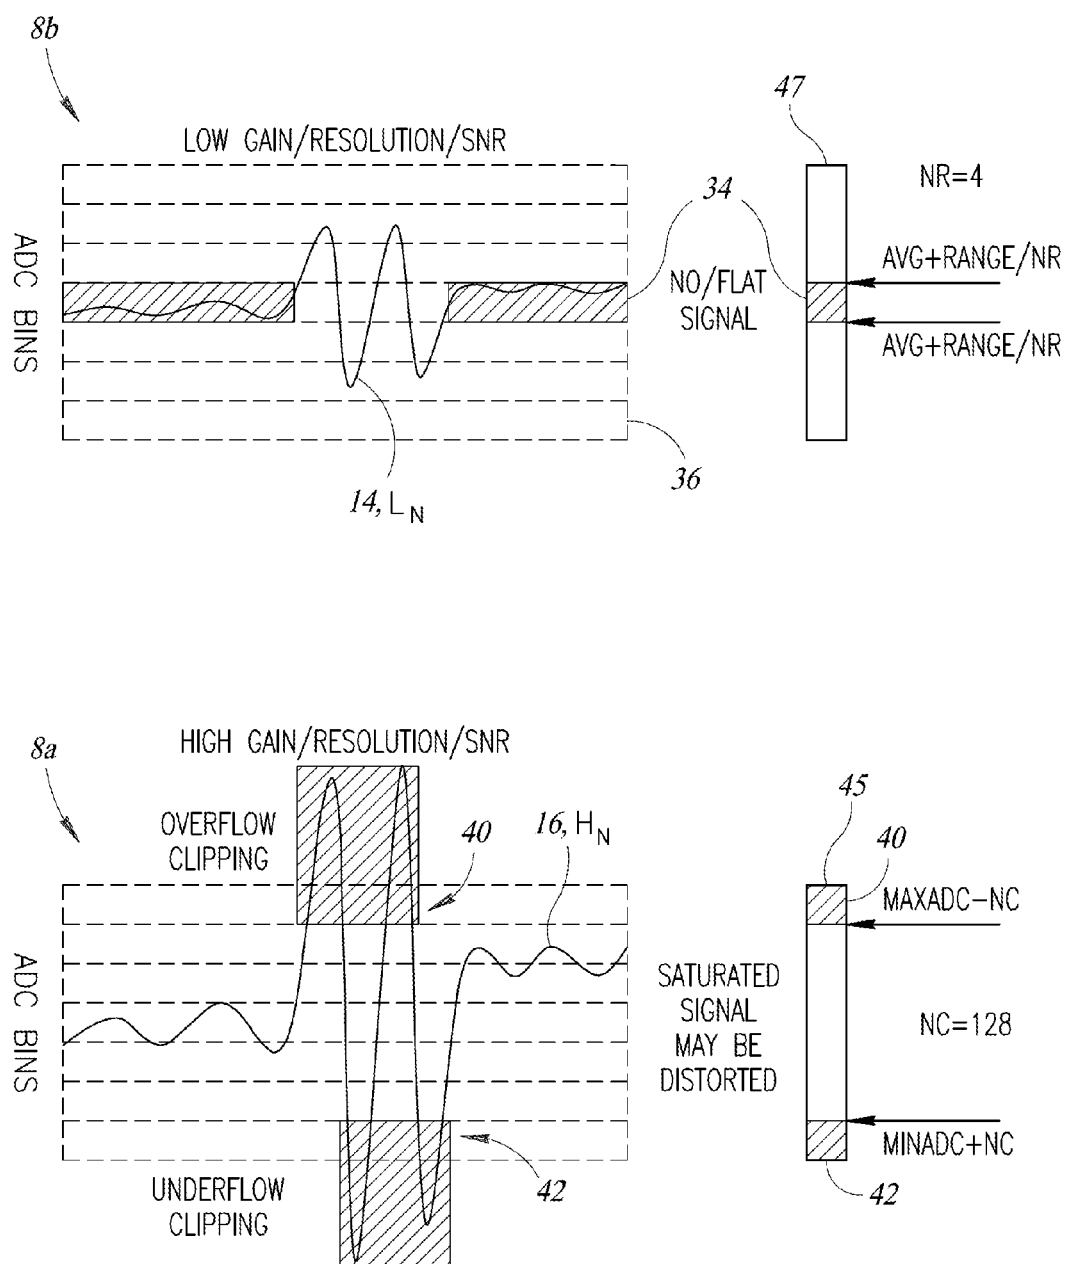 8b
LOW GAIN/RESOLUTION/SNR
47
NR=4
34
ADC BINS
NO/FLAT
SIGNAL
AVG+RANGE/NR
AVG+RANGE/NR
14, LN
36
8a
HIGH GAIN/RESOLUTION/SNR
OVERFLOW
CLIPPING
40
16, HN
45
40
MAXADC-NC
ADC BINS
SATURATED
SIGNAL
MAY BE
DISTORTED
NC=128
MINADC+NC
UNDERFLOW
CLIPPING
42
42